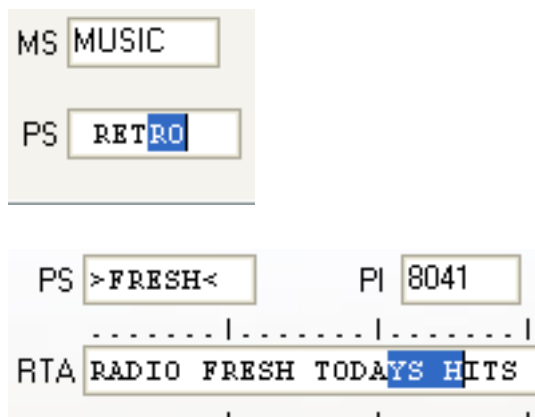 MS MUSIC
PS RETRO
PS >FRESH< PI 8041
.......|.......|.......|
RTA RADIO FRESH TODAYS HITS